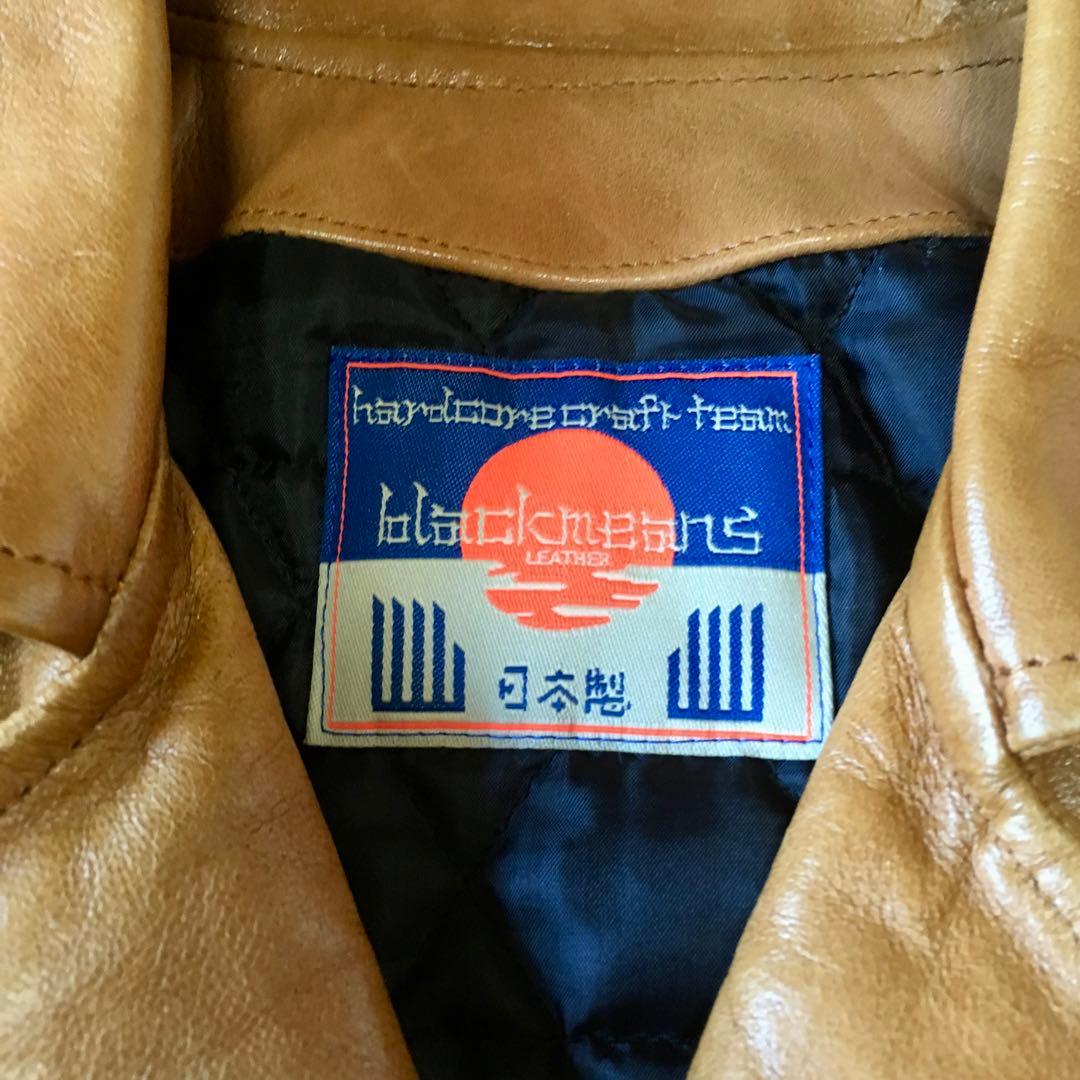 hardcore craft team
blackmeans
LEATHER
日本製